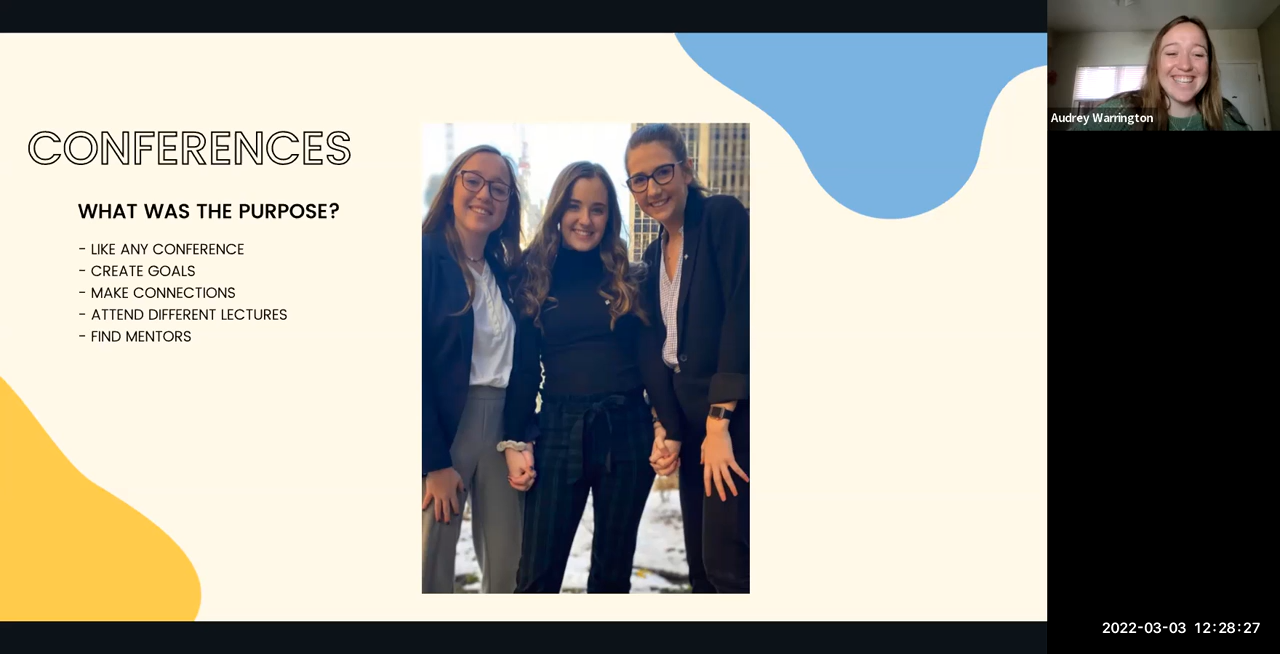 CONFERENCES
WHAT WAS THE PURPOSE?
- LIKE ANY CONFERENCE
- CREATE GOALS
- MAKE CONNECTIONS
- ATTEND DIFFERENT LECTURES
- FIND MENTORS
Audrey Warrington
2022-03-03 12:28:27